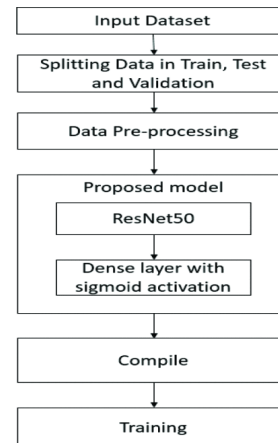 Input Dataset
Splitting Data in Train, Test
and Validation
Data Pre-processing
Proposed model
ResNet50
Dense layer with
sigmoid activation
Compile
Training